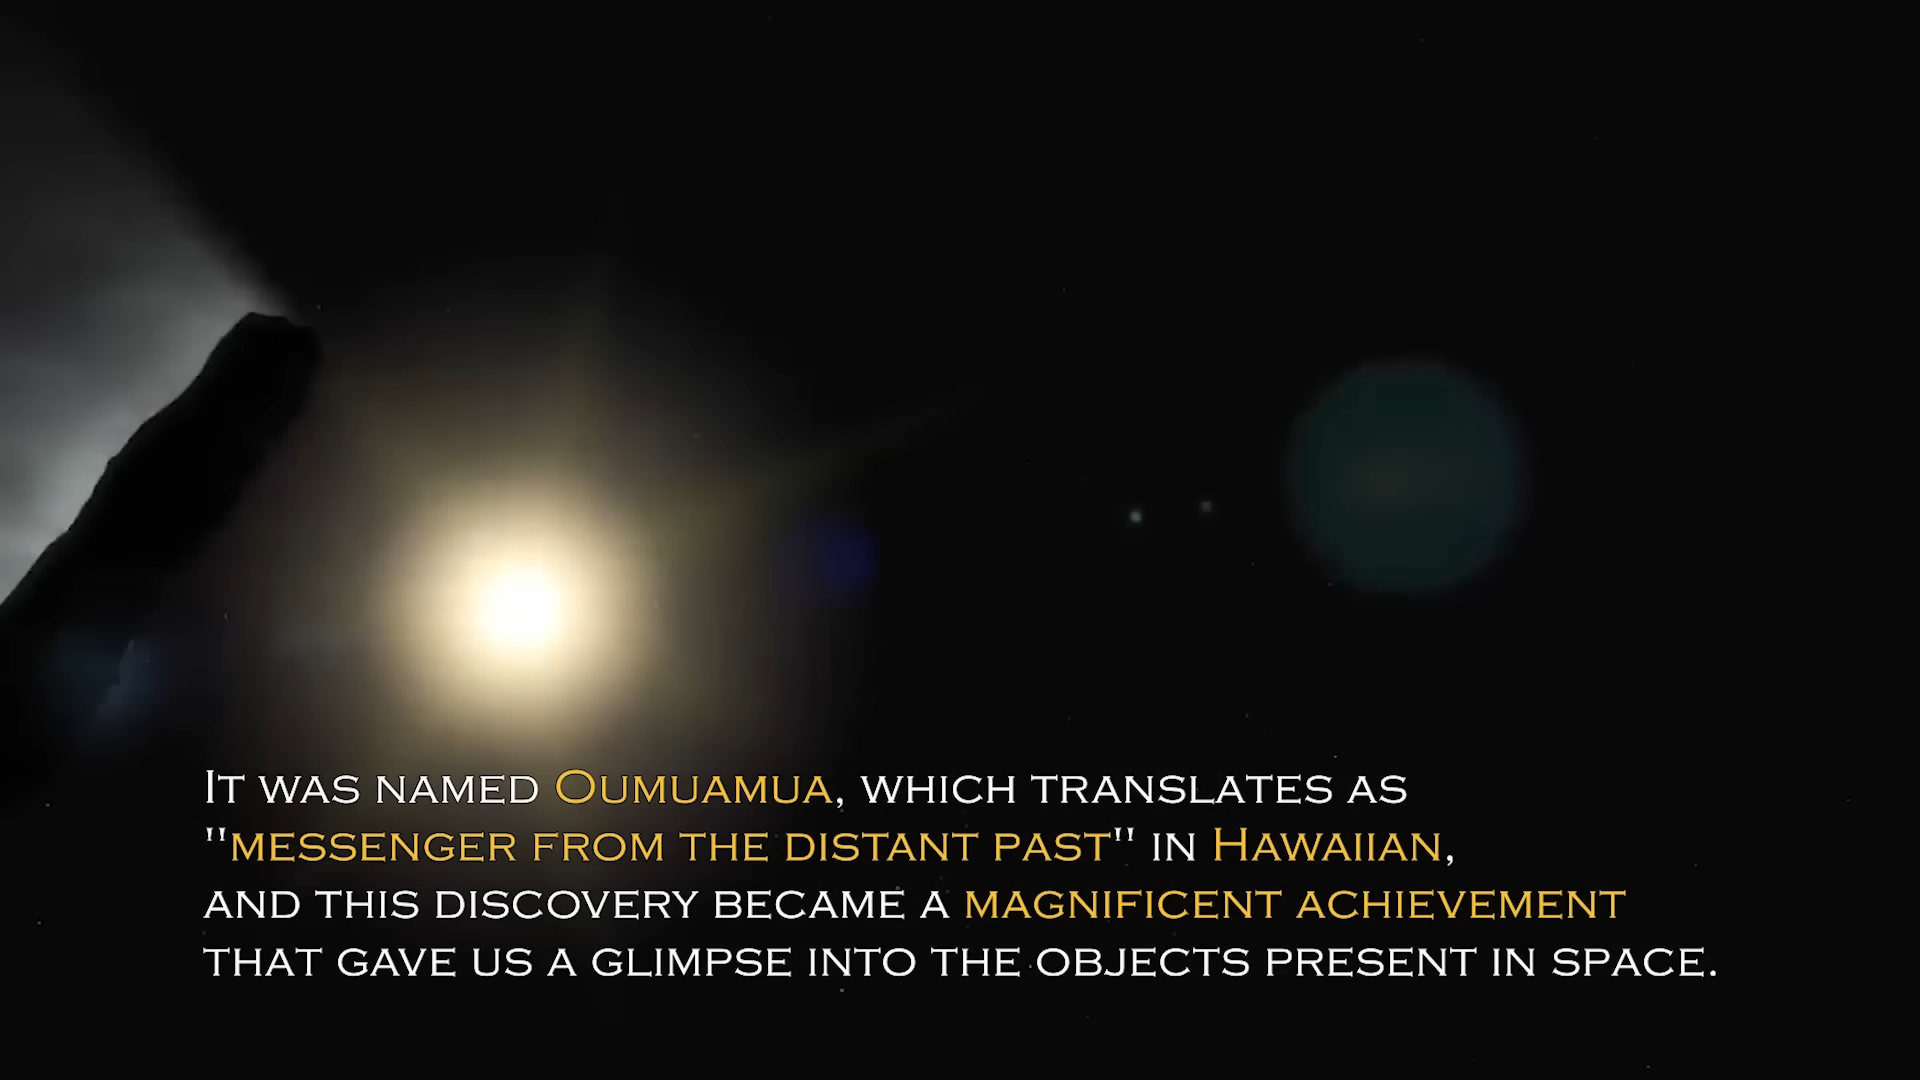 It was named Oumuamua, which translates as
"messenger from the distant past" in Hawaiian,
and this discovery became a magnificent achievement
that gave us a glimpse into the objects present in space.